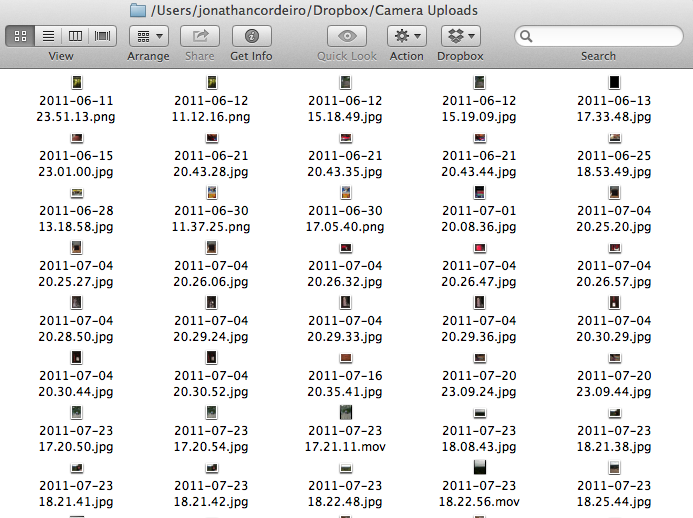 /Users/jonathancordeiro/Dropbox/Camera Uploads
View Arrange Share Get Info Quick Look Action Dropbox Search
2011-06-11 2011-06-12 2011-06-12 2011-06-12 2011-06-13
23.51.13.png 11.12.16.png 15.18.49.jpg 15.19.09.jpg 17.33.48.jpg
2011-06-15 2011-06-21 2011-06-21 2011-06-21 2011-06-25
23.01.00.jpg 20.43.28.jpg 20.43.35.jpg 20.43.44.jpg 18.53.49.jpg
2011-06-28 2011-06-30 2011-06-30 2011-07-01 2011-07-04
13.18.58.jpg 11.37.25.png 17.05.40.png 20.08.36.jpg 20.25.20.jpg
2011-07-04 2011-07-04 2011-07-04 2011-07-04 2011-07-04
20.25.27.jpg 20.26.06.jpg 20.26.32.jpg 20.26.47.jpg 20.26.57.jpg
2011-07-04 2011-07-04 2011-07-04 2011-07-04 2011-07-04
20.28.50.jpg 20.29.24.jpg 20.29.33.jpg 20.29.36.jpg 20.30.29.jpg
2011-07-04 2011-07-04 2011-07-16 2011-07-20 2011-07-20
20.30.44.jpg 20.30.52.jpg 20.35.41.jpg 23.09.24.jpg 23.09.44.jpg
2011-07-23 2011-07-23 2011-07-23 2011-07-23 2011-07-23
17.20.50.jpg 17.20.54.jpg 17.21.11.mov 18.08.43.jpg 18.21.38.jpg
2011-07-23 2011-07-23 2011-07-23 2011-07-23 2011-07-23
18.21.41.jpg 18.21.42.jpg 18.22.48.jpg 18.22.56.mov 18.25.44.jpg